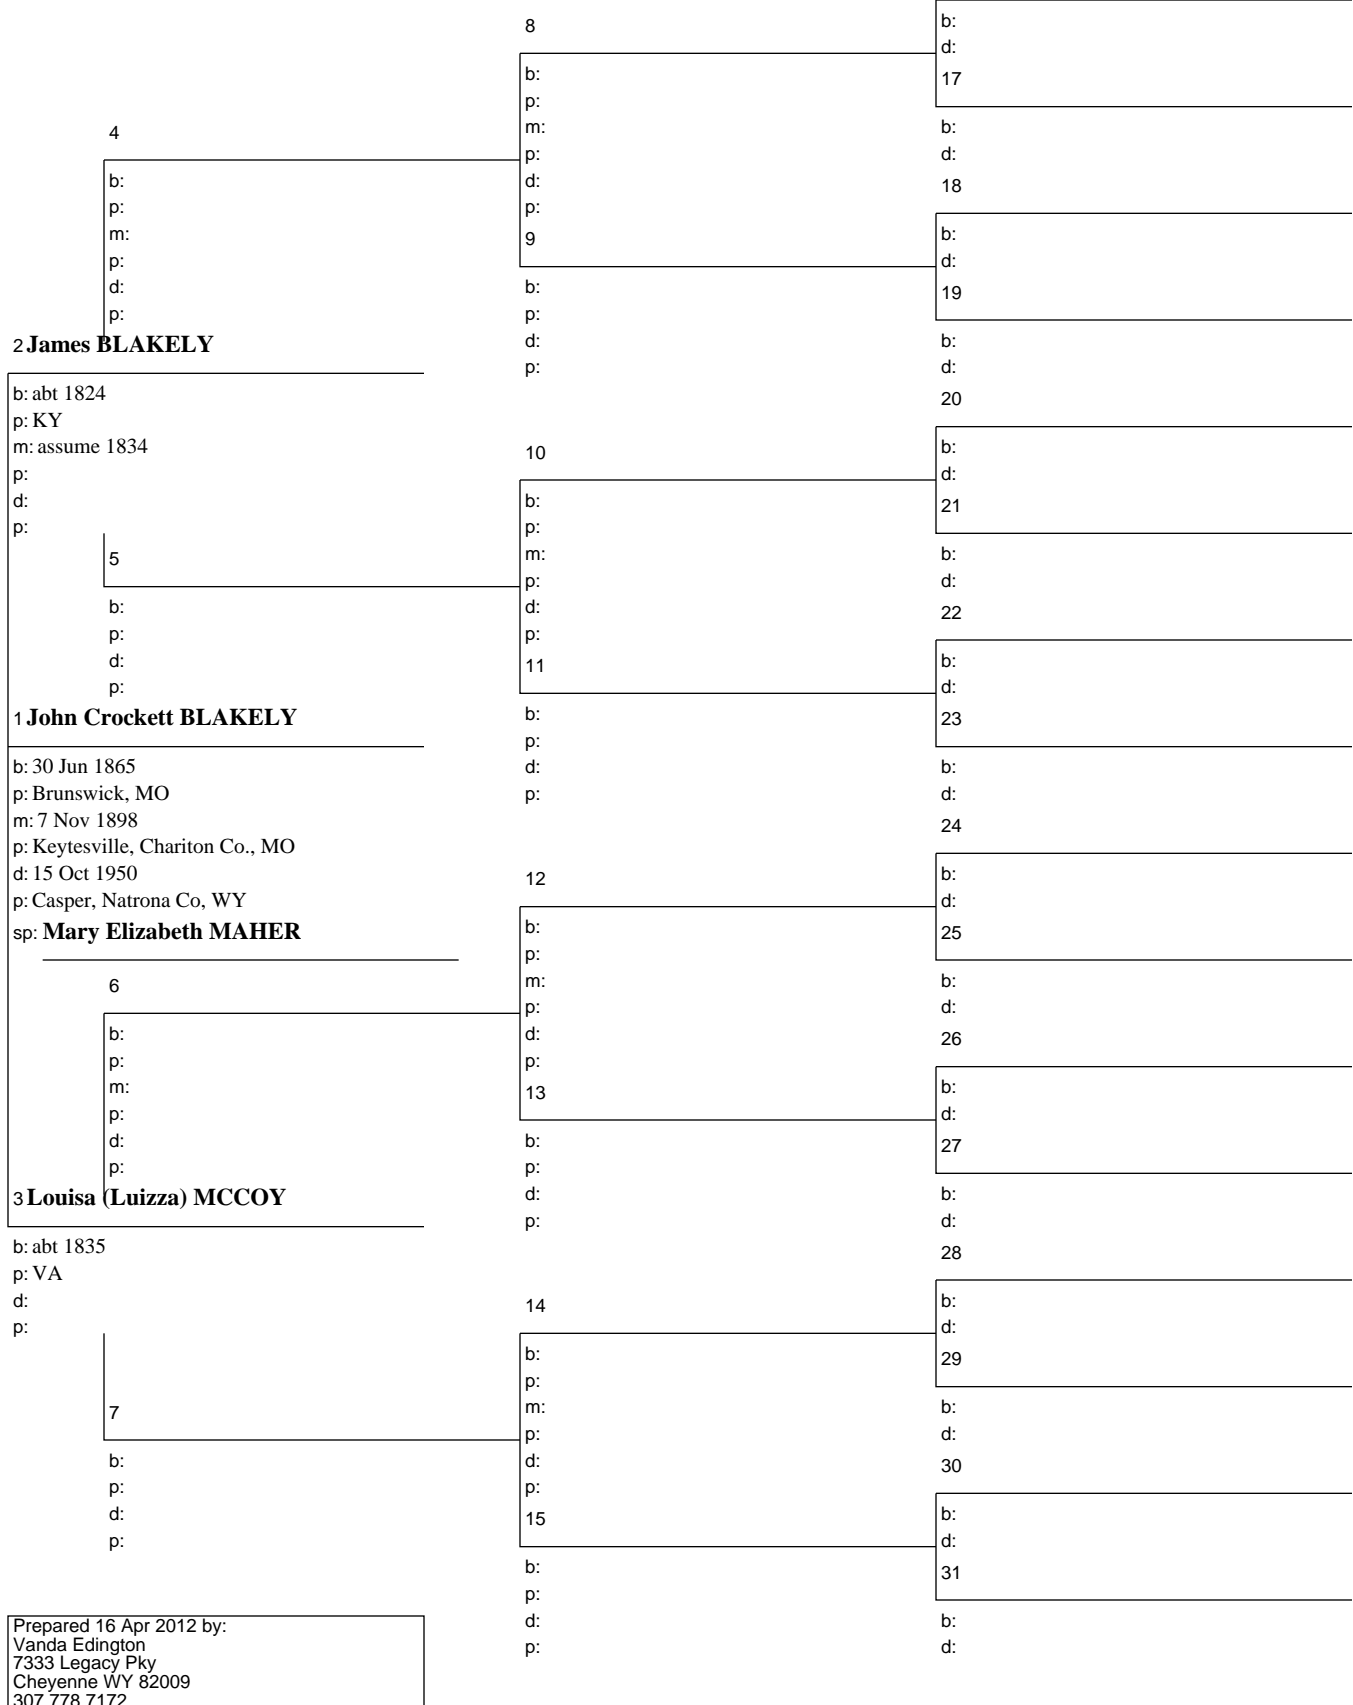 8
b:
p:
m:
p:
d:
p:
9
b:
p:
d:
p:
b:
d:
17
b:
d:
18
b:
d:
19
b:
d:
20
4
b:
p:
m:
p:
d:
p:
2 James BLAKELY
b: abt 1824
p: KY
m: assume 1834
p:
d:
p:
5
b:
p:
d:
p:
10
b:
p:
m:
p:
d:
p:
11
b:
p:
d:
p:
b:
d:
21
b:
d:
22
b:
d:
23
b:
d:
24
1 John Crockett BLAKELY
b: 30 Jun 1865
p: Brunswick, MO
m: 7 Nov 1898
p: Keytesville, Chariton Co., MO
d: 15 Oct 1950
p: Casper, Natrona Co, WY
sp: Mary Elizabeth MAHER
6
b:
p:
m:
p:
d:
p:
12
b:
p:
m:
p:
d:
p:
13
b:
p:
d:
p:
b:
d:
25
b:
d:
26
b:
d:
27
b:
d:
28
3 Louisa (Luizza) MCCOY
b: abt 1835
p: VA
d:
p:
7
b:
p:
d:
p:
14
b:
p:
m:
p:
d:
p:
15
b:
p:
d:
p:
b:
d:
29
b:
d:
30
b:
d:
31
b:
d:
Prepared 16 Apr 2012 by:
Vanda Edington
7333 Legacy Pky
Cheyenne WY 82009
307 778 7172